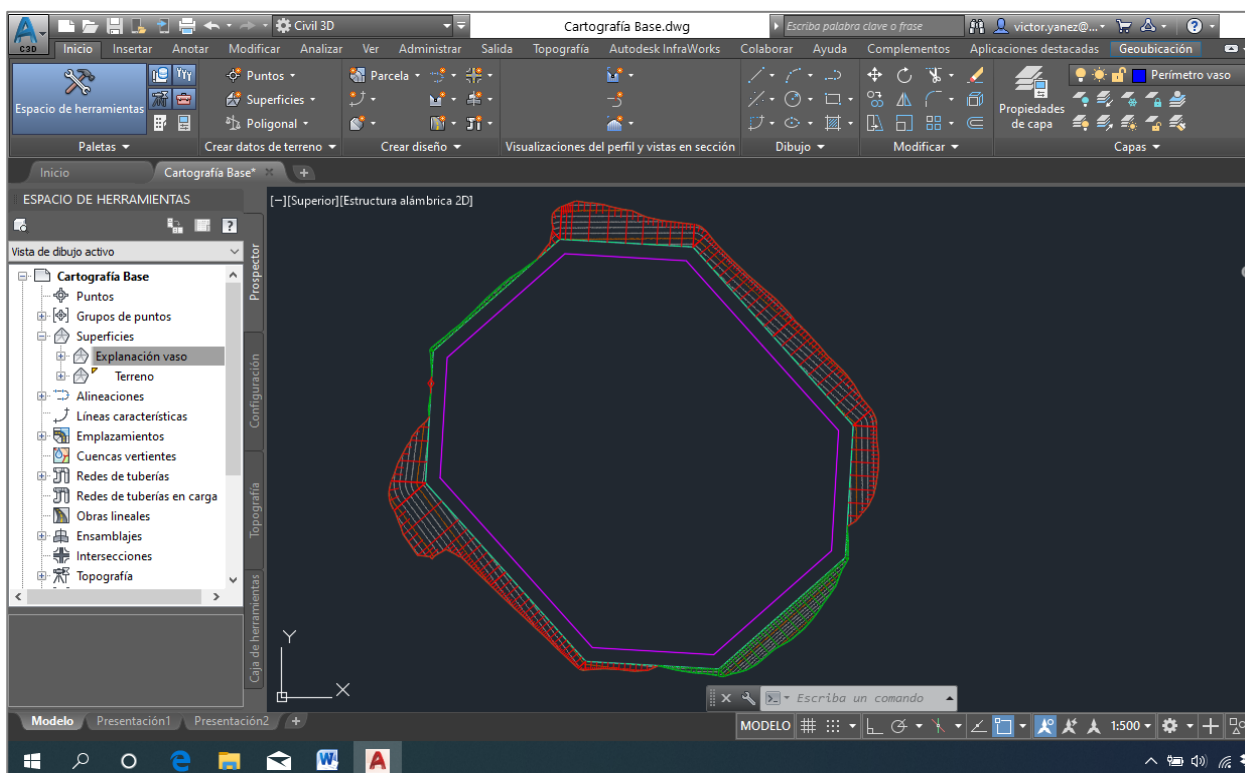 Civil 3D
Cartografía Base.dwg
Escriba palabra clave o frase
victor.yanez@...
?
C3D
Inicio Insertar Anotar Modificar Analizar Ver Administrar Salida Topografía Autodesk InfraWorks Colaborar Ayuda Complementos Aplicaciones destacadas Geoubicación
Espacio de herramientas
Puntos
Superficies
Poligonal
Parcela
Propiedades
de capa
Perímetro vaso
Paletas
Crear datos de terreno
Crear diseño
Visualizaciones del perfil y vistas en sección
Dibujo
Modificar
Capas
Inicio Cartografía Base*
ESPACIO DE HERRAMIENTAS
?
Vista de dibujo activo
Cartografía Base
Puntos
Grupos de puntos
Superficies
Explanación vaso
Terreno
Alineaciones
Líneas características
Emplazamientos
Cuencas vertientes
Redes de tuberías
Redes de tuberías en carga
Obras lineales
Ensamblajes
Intersecciones
Topografía
Prospector
Configuración
Topografía
Caja de herramientas
[−][Superior][Estructura alámbrica 2D]
Y
X
Escriba un comando
Modelo Presentación1 Presentación2 +
MODELO
1:500